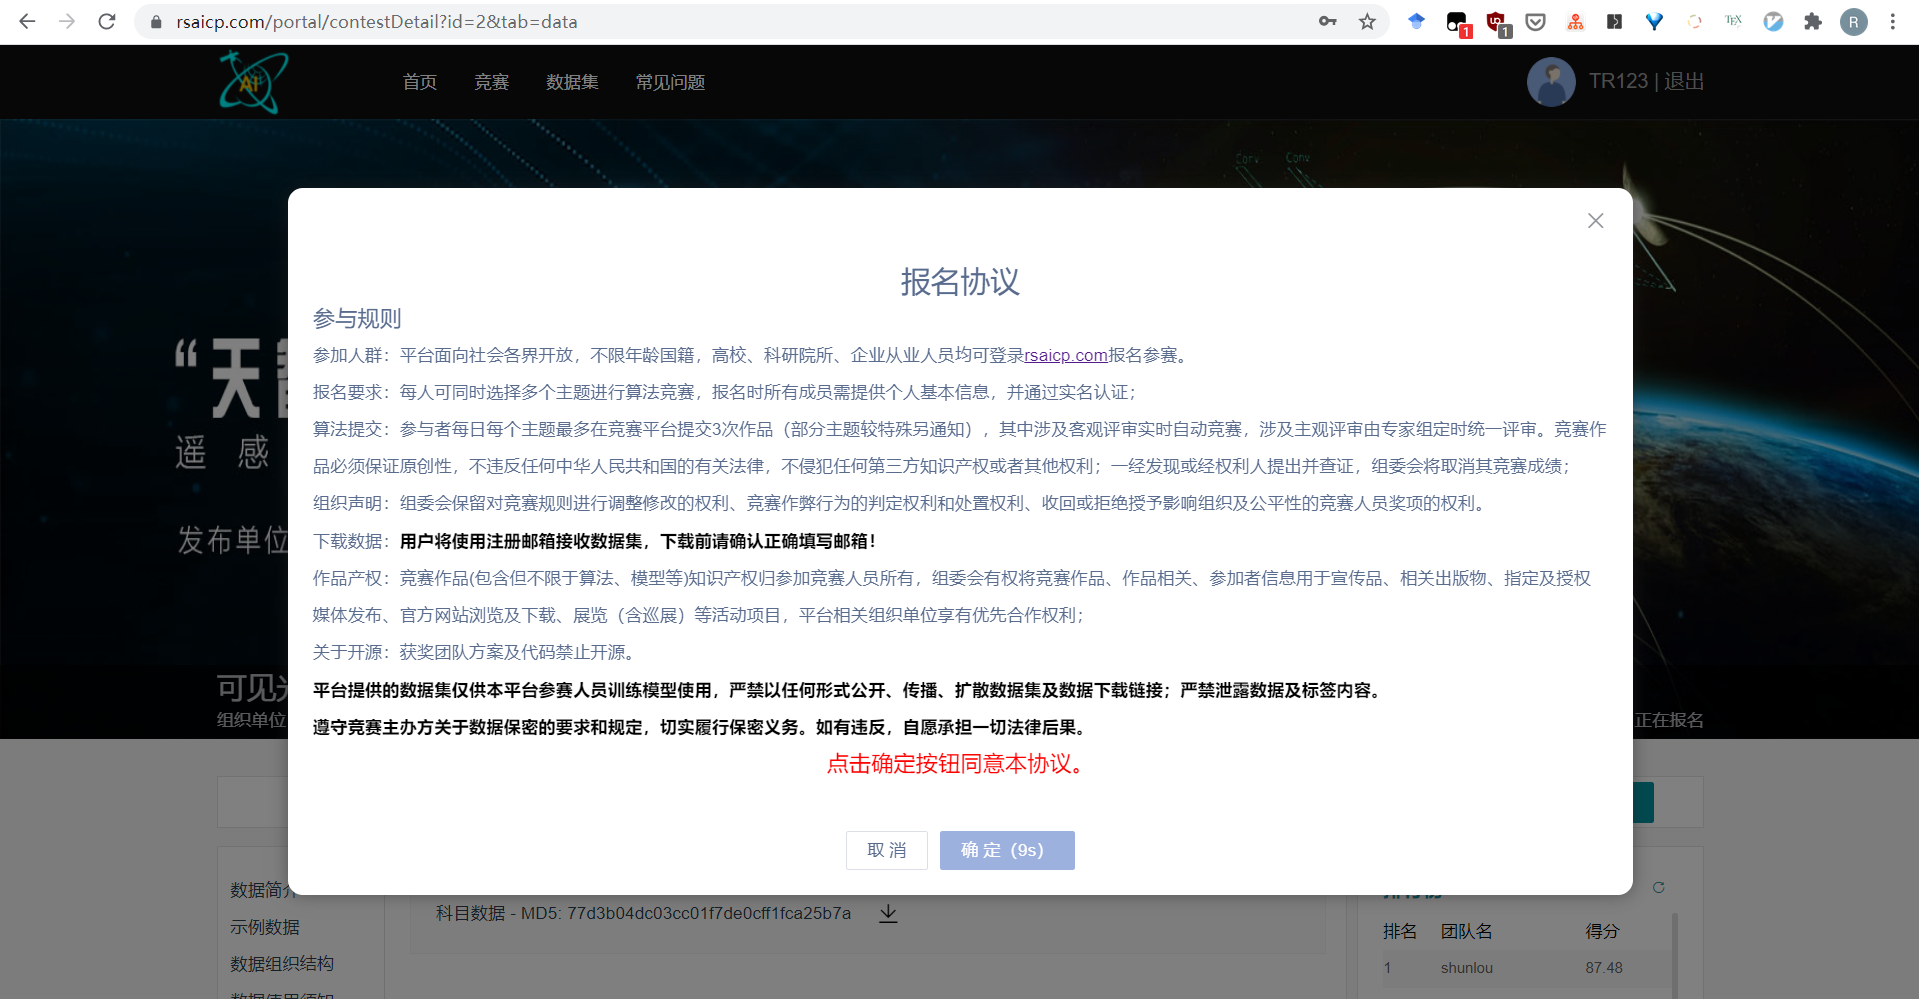 rsaicp.com/portal/contestDetail?id=2&tab=data
1
1
TEX
R
AI
首页
竞赛
数据集
常见问题
TR123 | 退出
Conv
Conv
“天
遥 感
发布单位
可见
组织单位
正在报名
报名协议
参与规则
参加人群：平台面向社会各界开放，不限年龄国籍，高校、科研院所、企业从业人员均可登录rsaicp.com报名参赛。
报名要求：每人可同时选择多个主题进行算法竞赛，报名时所有成员需提供个人基本信息，并通过实名认证；
算法提交：参与者每日每个主题最多在竞赛平台提交3次作品（部分主题较特殊另通知），其中涉及客观评审实时自动竞赛，涉及主观评审由专家组定时统一评审。竞赛作
品必须保证原创性，不违反任何中华人民共和国的有关法律，不侵犯任何第三方知识产权或者其他权利；一经发现或经权利人提出并查证，组委会将取消其竞赛成绩；
组织声明：组委会保留对竞赛规则进行调整修改的权利、竞赛作弊行为的判定权利和处置权利、收回或拒绝授予影响组织及公平性的竞赛人员奖项的权利。
下载数据：用户将使用注册邮箱接收数据集，下载前请确认正确填写邮箱！
作品产权：竞赛作品(包含但不限于算法、模型等)知识产权归参加竞赛人员所有，组委会有权将竞赛作品、作品相关、参加者信息用于宣传品、相关出版物、指定及授权
媒体发布、官方网站浏览及下载、展览（含巡展）等活动项目，平台相关组织单位享有优先合作权利；
关于开源：获奖团队方案及代码禁止开源。
平台提供的数据集仅供本平台参赛人员训练模型使用，严禁以任何形式公开、传播、扩散数据集及数据下载链接；严禁泄露数据及标签内容。
遵守竞赛主办方关于数据保密的要求和规定，切实履行保密义务。如有违反，自愿承担一切法律后果。
点击确定按钮同意本协议。
取 消
确 定（9s）
数据简介
示例数据
数据组织结构
数据使用须知
科目数据 - MD5: 77d3b04dc03cc01f7de0cff1fca25b7a
排名 团队名 得分
1 shunlou 87.48